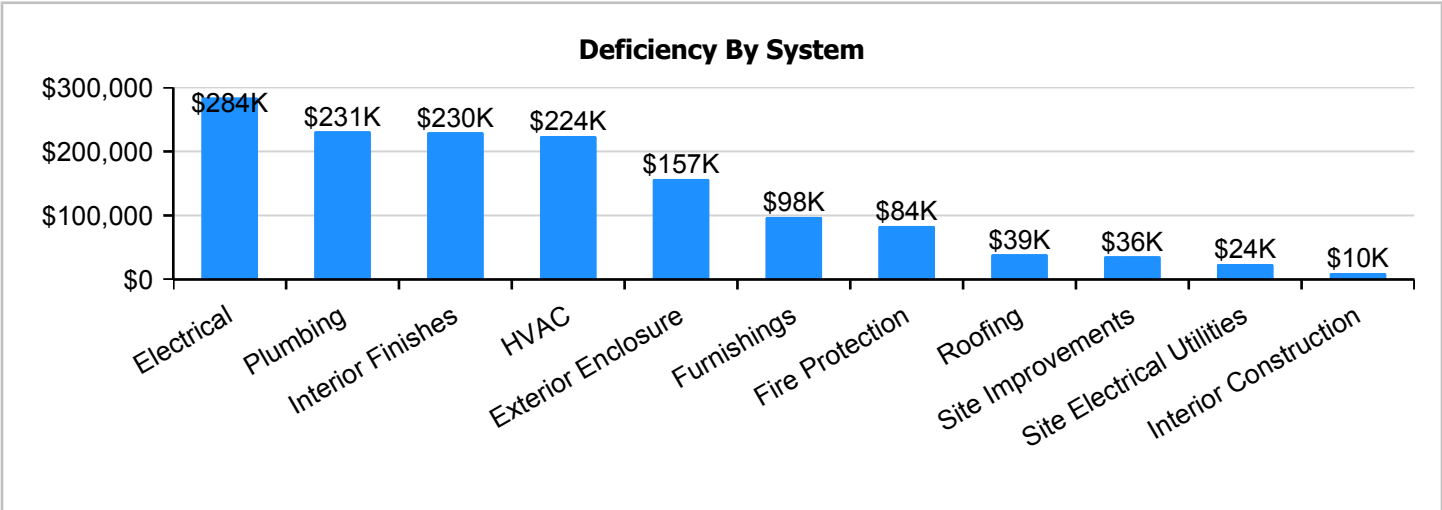 Deficiency By System
$300,000
$200,000
$100,000
$0
$284K
$231K
$230K
$224K
$157K
$98K
$84K
$39K
$36K
$24K
$10K
Electrical
Plumbing
Interior Finishes
HVAC
Exterior Enclosure
Furnishings
Fire Protection
Roofing
Site Improvements
Site Electrical Utilities
Interior Construction